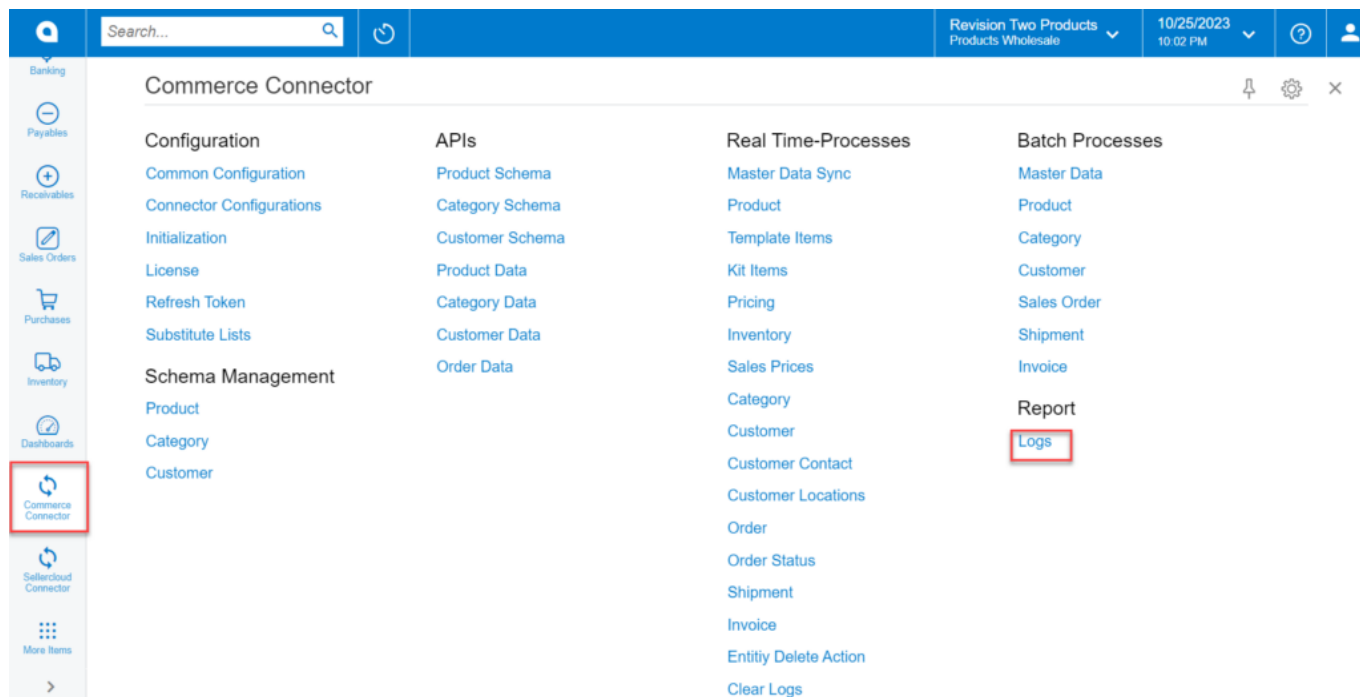 Search...
Revision Two Products
Products Wholesale
10/25/2023
10:02 PM
Banking
Payables
Receivables
Sales Orders
Purchases
Inventory
Dashboards
Commerce
Connector
Sellercloud
Connector
More Items
Commerce Connector
Configuration
Common Configuration
Connector Configurations
Initialization
License
Refresh Token
Substitute Lists
Schema Management
Product
Category
Customer
APIs
Product Schema
Category Schema
Customer Schema
Product Data
Category Data
Customer Data
Order Data
Real Time-Processes
Master Data Sync
Product
Template Items
Kit Items
Pricing
Inventory
Sales Prices
Category
Customer
Customer Contact
Customer Locations
Order
Order Status
Shipment
Invoice
Entitiy Delete Action
Clear Logs
Batch Processes
Master Data
Product
Category
Customer
Sales Order
Shipment
Invoice
Report
Logs